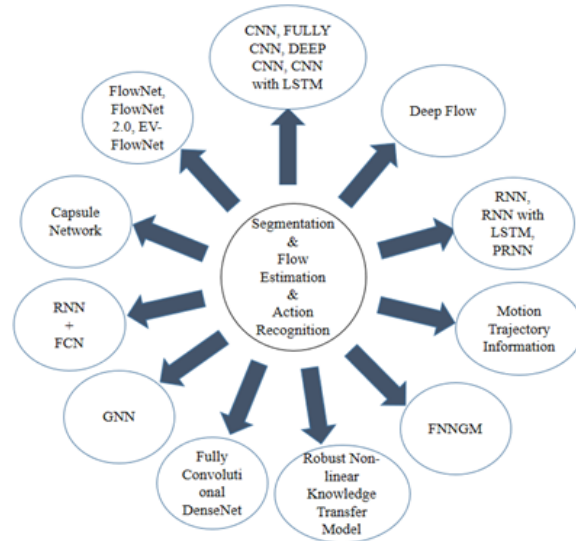 CNN, FULLY
CNN, DEEP
CNN, CNN
with LSTM
Deep Flow
RNN,
RNN with
LSTM,
PRNN
Motion
Trajectory
Information
FNNGM
Robust Non-
linear
Knowledge
Transfer
Model
Fully
Convoluti
onal
DenseNet
GNN
RNN
+
FCN
Capsule
Network
FlowNet,
FlowNet
2.0, EV-
FlowNet
Segmentation
&
Flow
Estimation
&
Action
Recognition